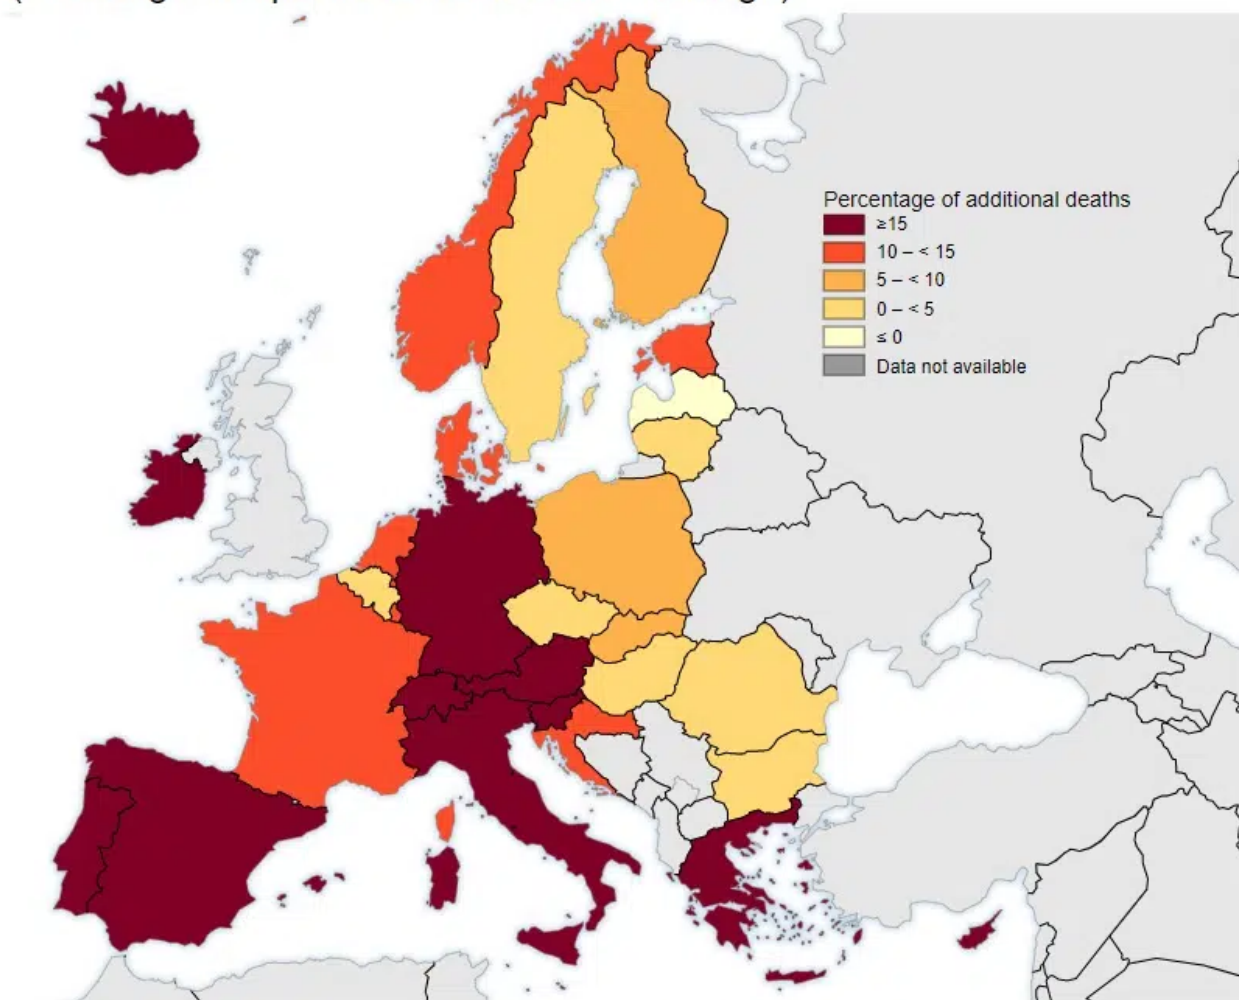 Percentage of additional deaths
≥15
10 – < 15
5 – < 10
0 – < 5
≤ 0
Data not available